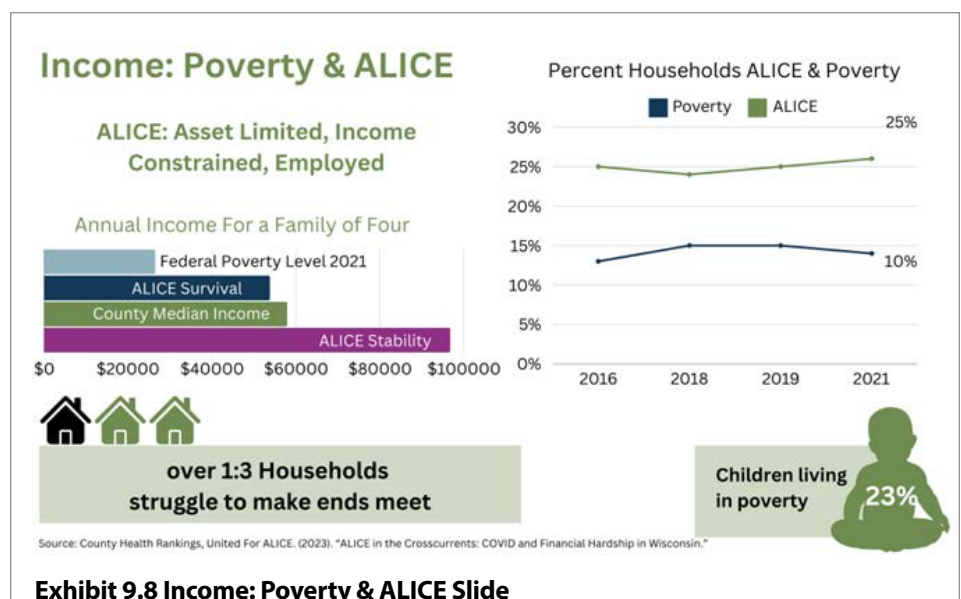 Income: Poverty & ALICE
ALICE: Asset Limited, Income
Constrained, Employed
Annual Income For a Family of Four
Federal Poverty Level 2021
ALICE Survival
County Median Income
ALICE Stability
$0 $20000 $40000 $60000 $80000 $100000
Percent Households ALICE & Poverty
Poverty ALICE
25%
30%
25%
20%
15%
10%
10%
5%
0%
2016 2018 2019 2021
over 1:3 Households
struggle to make ends meet
Children living
in poverty
23%
Source: County Health Rankings, United For ALICE. (2023). "ALICE in the Crosscurrents: COVID and Financial Hardship in Wisconsin."
Exhibit 9.8 Income: Poverty & ALICE Slide